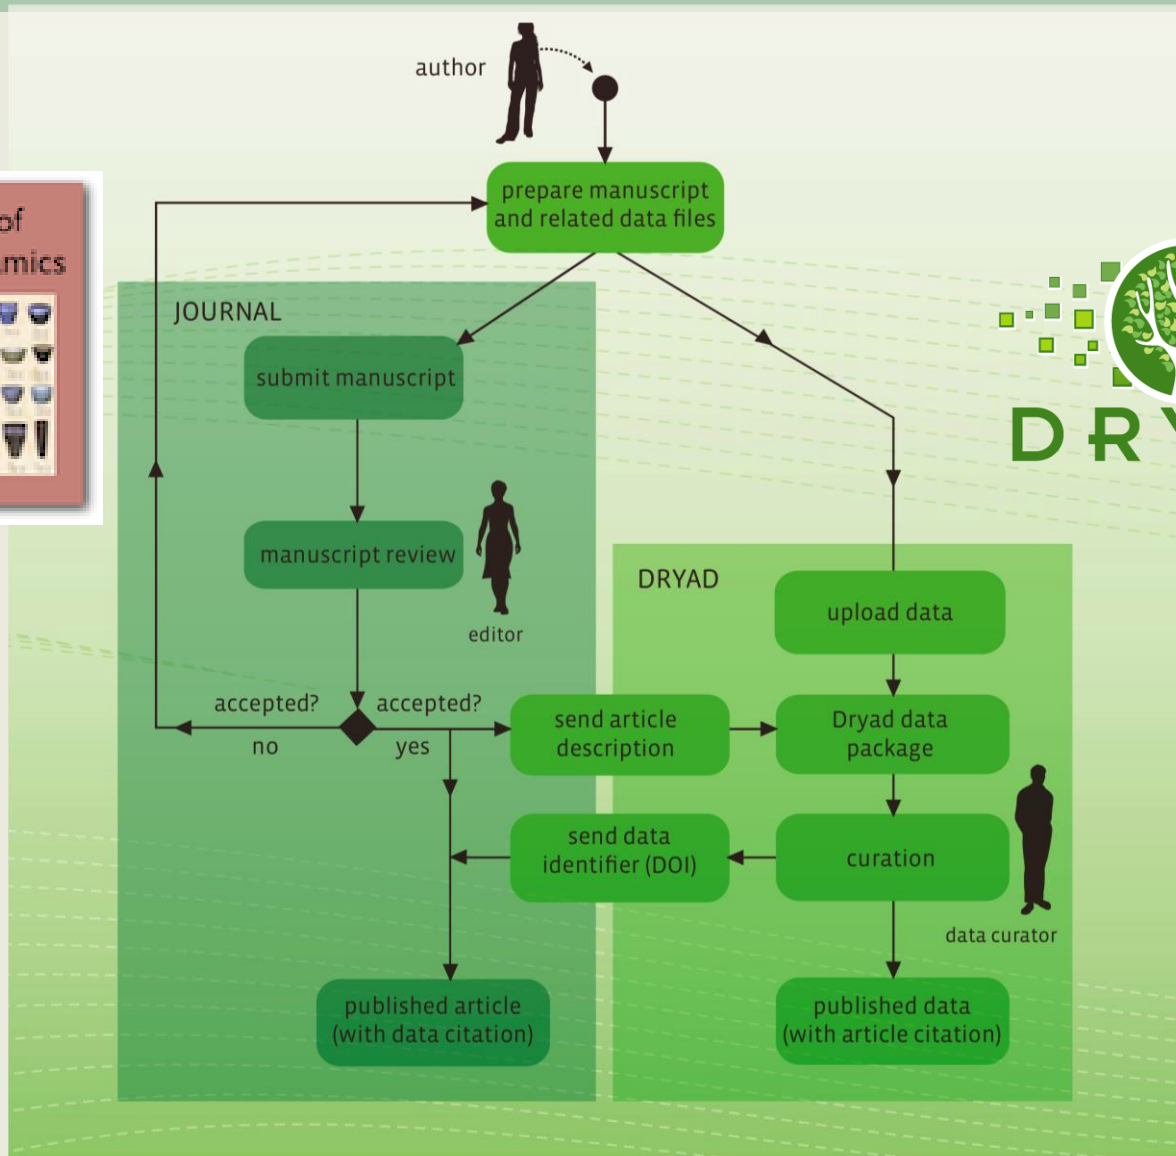 author
prepare manuscript
and related data files
of
JOURNAL
submit manuscript
manuscript review
editor
DRYAD
upload data
accepted?
accepted?
no
yes
send article
description
Dryad data
package
send data
identifier (DOI)
curation
data curator
published article
(with data citation)
published data
(with article citation)